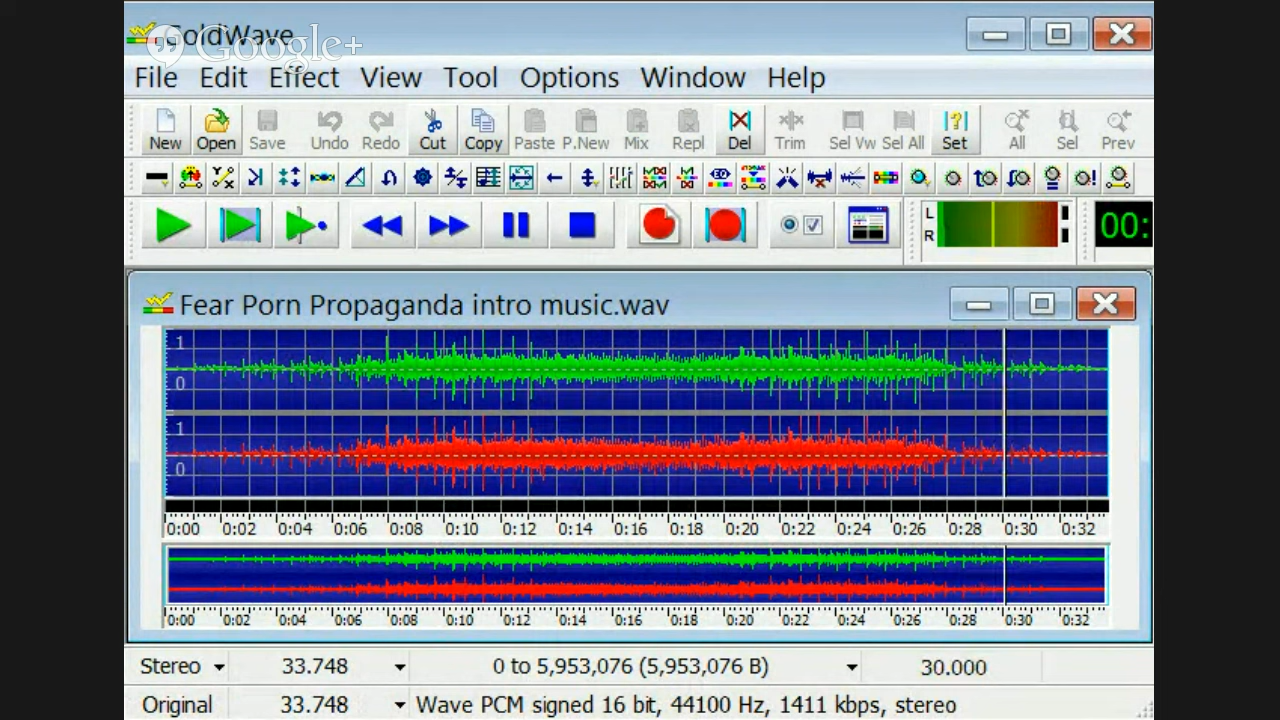 GoldWave
Google+
File Edit Effect View Tool Options Window Help
New Open Save Undo Redo Cut Copy Paste P.New Mix Repl Del Trim Sel Vw Sel All Set All Sel Prev
L
R
00:
Fear Porn Propaganda intro music.wav
1
0
1
0
0:00 0:02 0:04 0:06 0:08 0:10 0:12 0:14 0:16 0:18 0:20 0:22 0:24 0:26 0:28 0:30 0:32
0:00 0:02 0:04 0:06 0:08 0:10 0:12 0:14 0:16 0:18 0:20 0:22 0:24 0:26 0:28 0:30 0:32
Stereo 33.748 0 to 5,953,076 (5,953,076 B) 30.000
Original 33.748 Wave PCM signed 16 bit, 44100 Hz, 1411 kbps, stereo